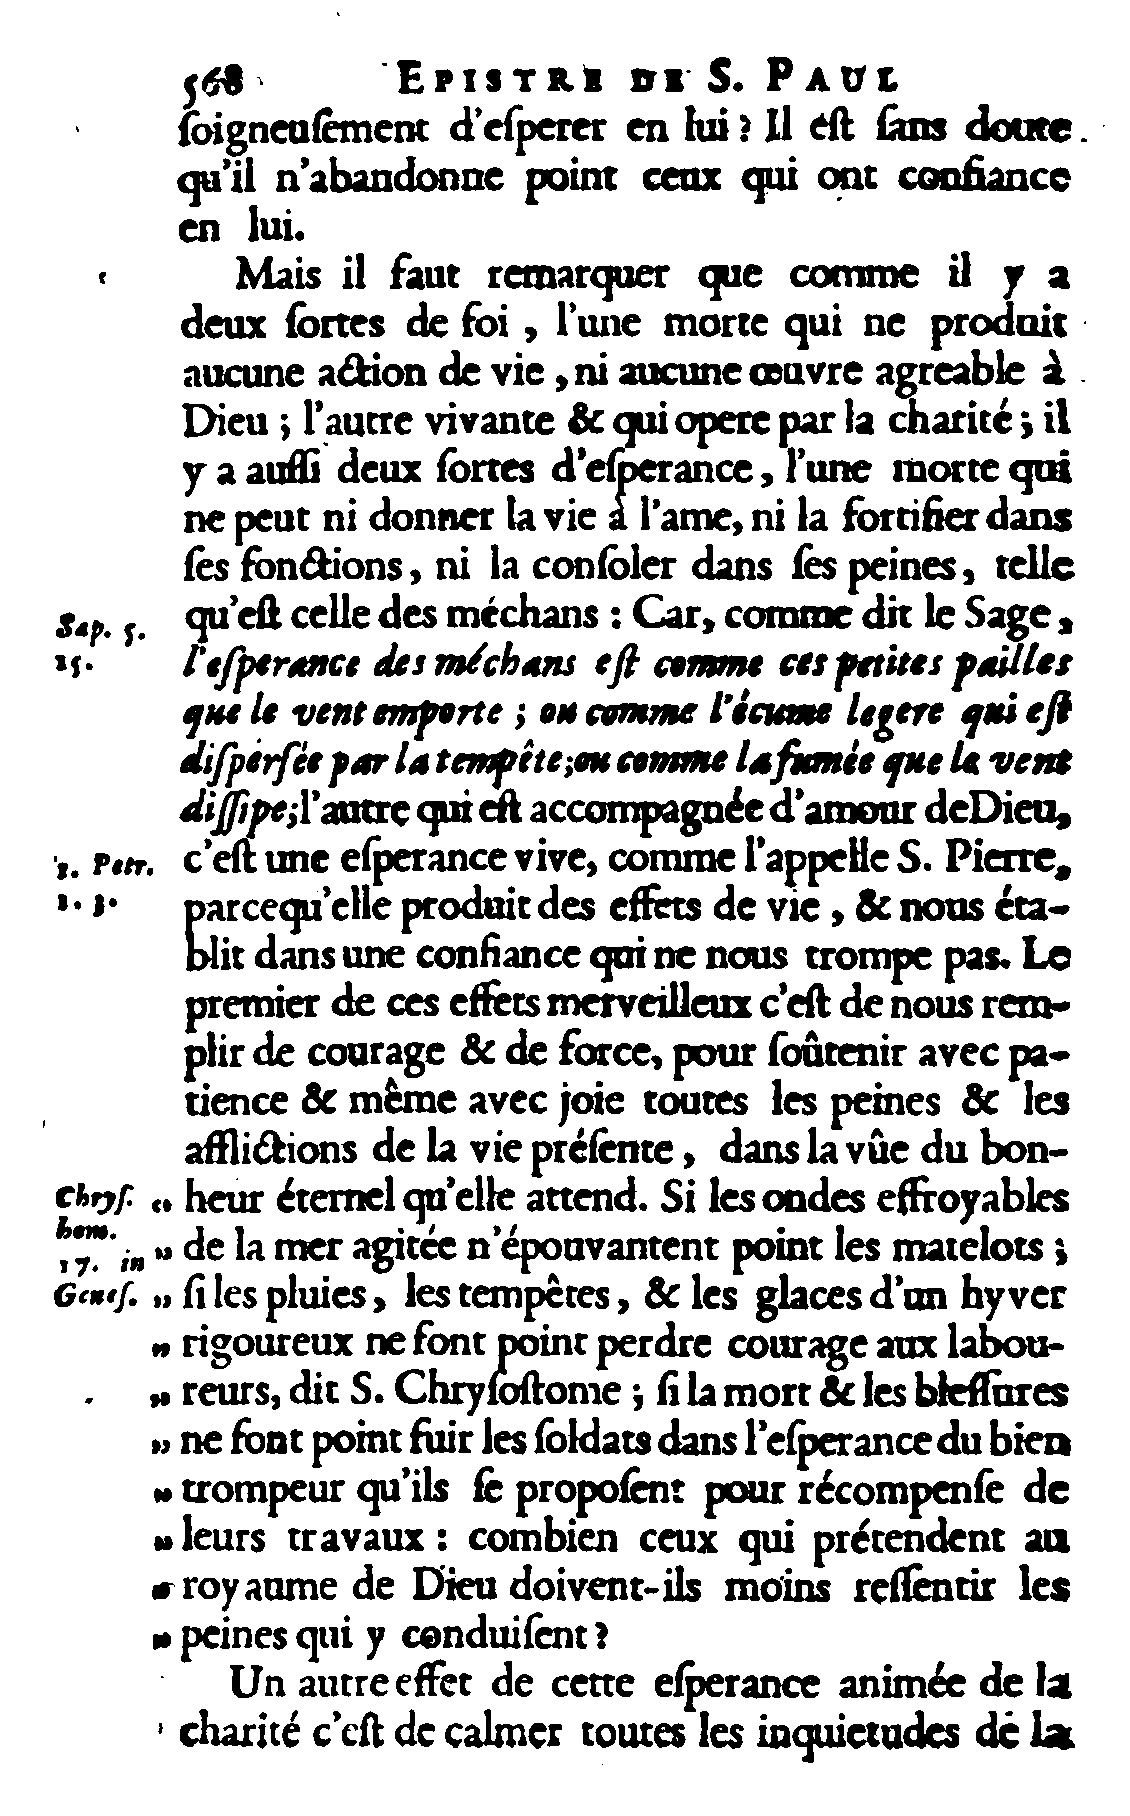 568 EPISTRE DE S. PAUL
ſoigneuſement d'eſperer en lui ? Il eſt ſans doute
qu'il n'abandonne point ceux qui ont confiance
en lui.
Mais il faut remarquer que comme il y a
deux ſortes de foi , l'une morte qui ne produit
aucune action de vie , ni aucune œuvre agreable à
Dieu ; l'autre vivante & qui opere par la charité ; il
y a auſſi deux ſortes d'eſperance , l'une morte qui
ne peut ni donner la vie à l'ame, ni la fortifier dans
ſes fonctions, ni la conſoler dans ſes peines, telle
qu'eſt celle des méchans : Car, comme dit le Sage ,
Sap. 5.
15.
l'eſperance des méchans eſt comme ces petites pailles
que le vent emporte ; ou comme l'écume legere qui eſt
diſperſée par la tempête ;ou comme la fumée que le vent
diſſipe;l'autre qui eſt accompagnée d'amour deDieu,
c'eſt une eſperance vive, comme l'appelle S. Pierre,
1. Petr.
1. 3.
parcequ'elle produit des effets de vie , & nous éta-
blit dans une confiance qui ne nous trompe pas. Le
premier de ces effets merveilleux c'eſt de nous rem-
plir de courage & de force, pour ſoûtenir avec pa-
tience & même avec joie toutes les peines & les
afflictions de la vie préſente , dans la vûe du bon-
heur éternel qu'elle attend. Si les ondes effroyables
Chryſ.
hom.
17. in
Geneſ.
„ de la mer agitée n'épouvantent point les matelots ;
„ ſi les pluies, les tempêtes, & les glaces d'un hyver
„ rigoureux ne font point perdre courage aux labou-
„ reurs, dit S. Chryſoſtome ; ſi la mort & les bleſſures
„ ne font point fuir les ſoldats dans l'eſperance du bien
„ trompeur qu'ils ſe propoſent pour récompenſe de
„ leurs travaux : combien ceux qui prétendent au
„ royaume de Dieu doivent-ils moins reſſentir les
„ peines qui y conduiſent ?
Un autre effet de cette eſperance animée de la
charité c'eſt de calmer toutes les inquietudes de la